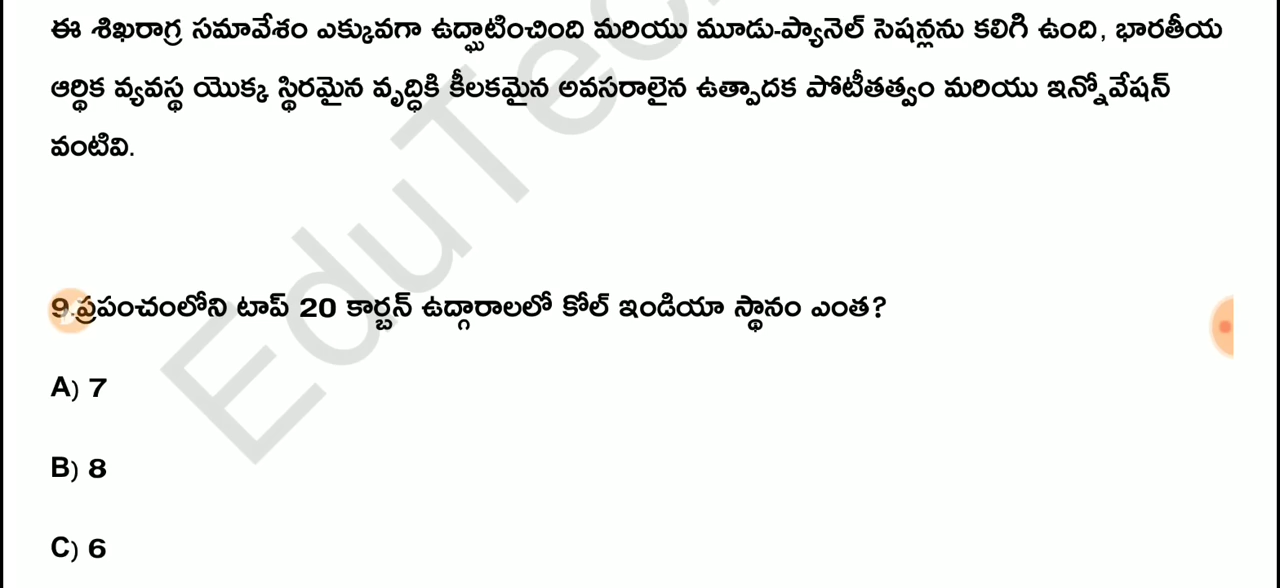 ఈ శిఖరాగ్ర సమావేశం ఎక్కువగా ఉద్ఘాటించింది మరియు మూడు-ప్యానెల్ సెషన్లను కలిగి ఉంది, భారతీయ
ఆర్థిక వ్యవస్థ యొక్క స్థిరమైన వృద్ధికి కీలకమైన అవసరాలైన ఉత్పాదక పోటీతత్వం మరియు ఇన్నోవేషన్
వంటివి.
9.ప్రపంచంలోని టాప్ 20 కార్బన్ ఉద్గారాలలో కోల్ ఇండియా స్థానం ఎంత?
A) 7
B) 8
C) 6
EduTec